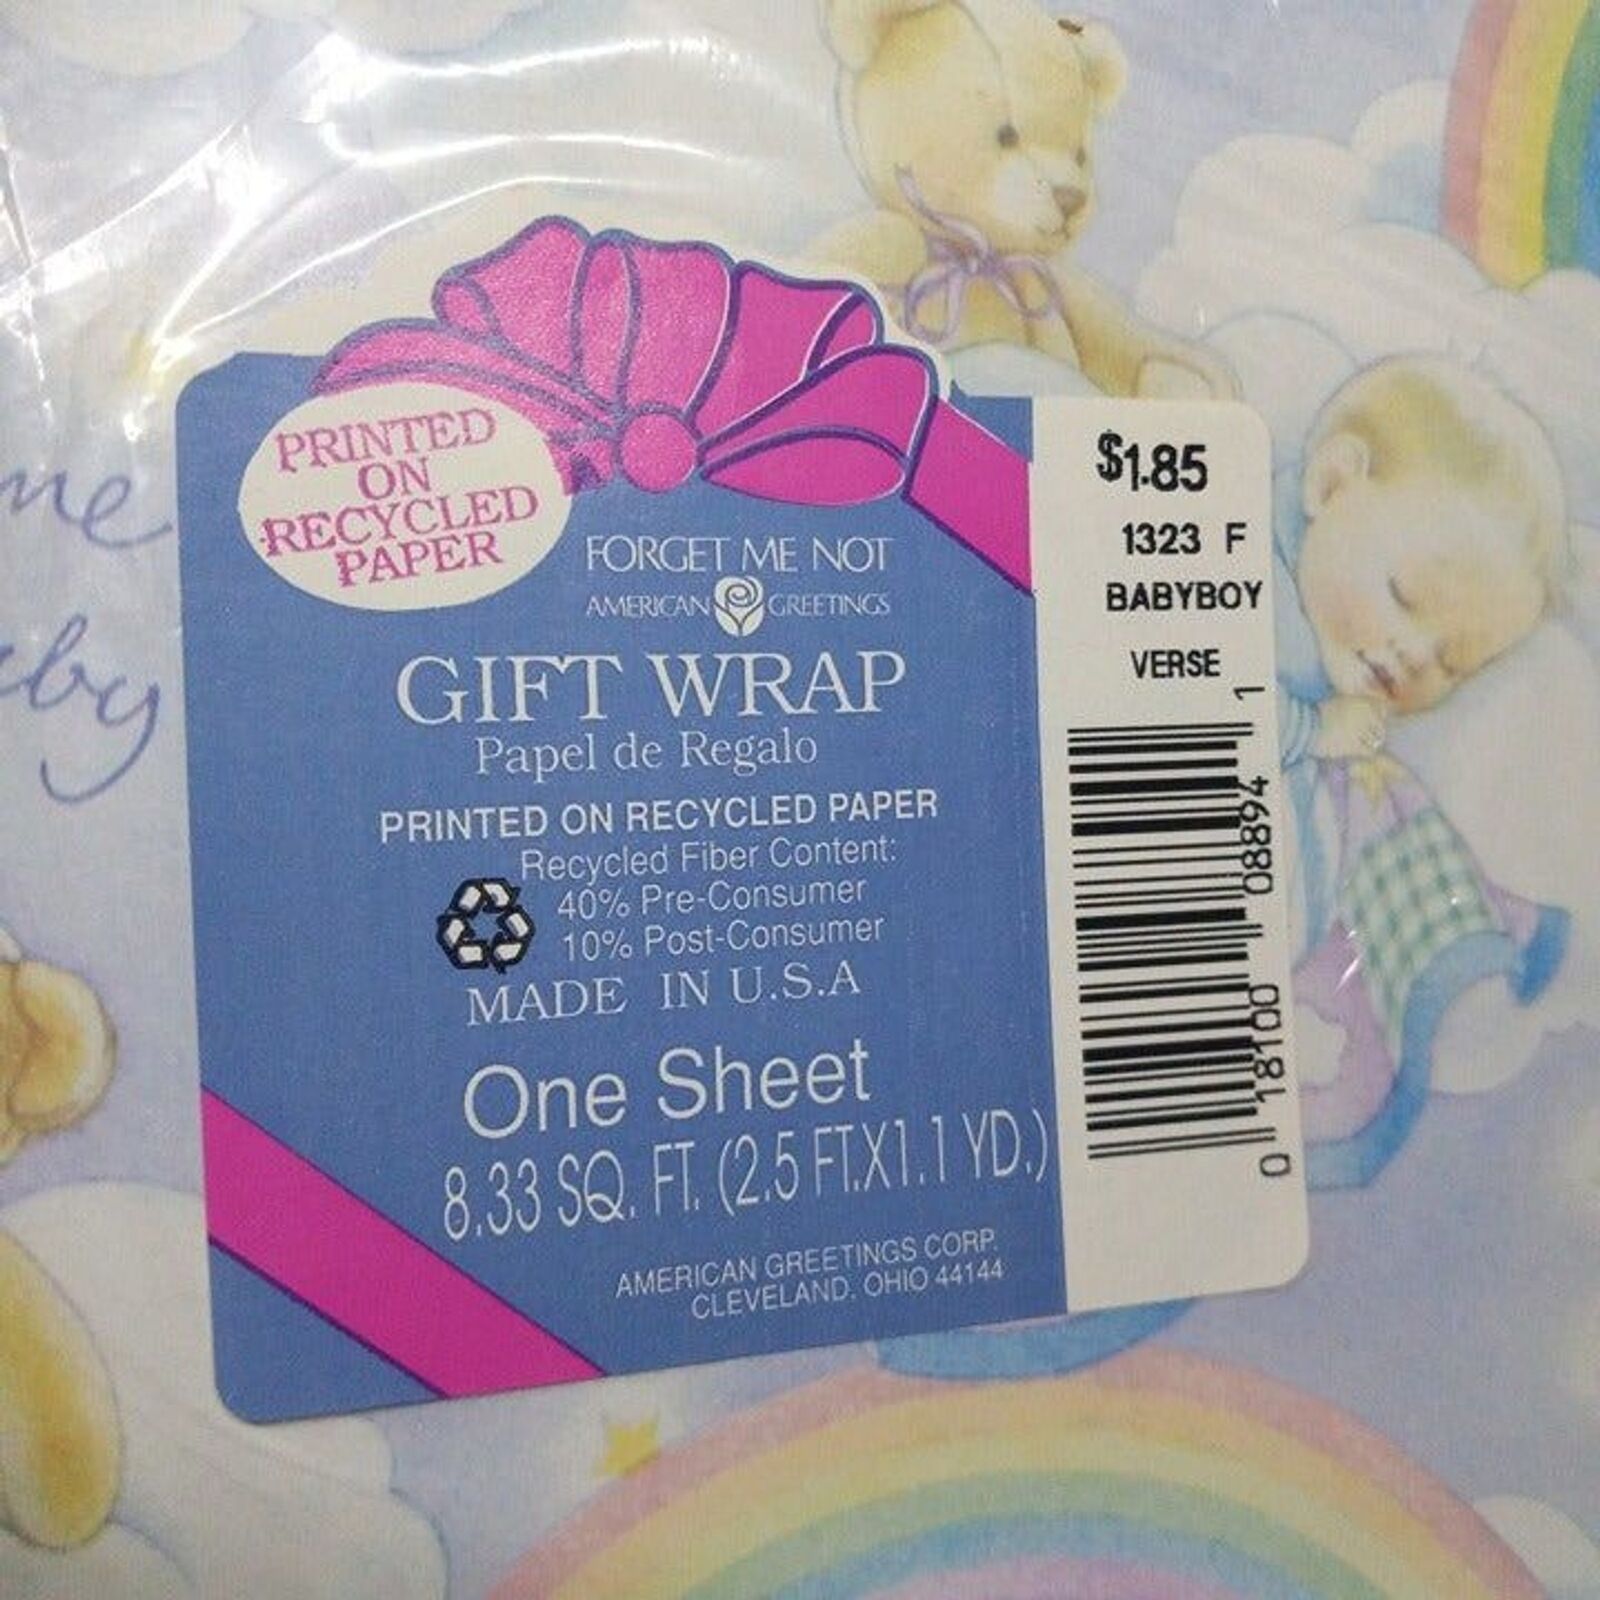 PRINTED
ON
RECYCLED
PAPER
FORGET ME NOT
AMERICAN GREETINGS
GIFT WRAP
Papel de Regalo
PRINTED ON RECYCLED PAPER
Recycled Fiber Content:
40% Pre-Consumer
10% Post-Consumer
MADE IN U.S.A
One Sheet
8.33 SQ. FT. (2.5 FT.X1.1 YD.)
AMERICAN GREETINGS CORP.
CLEVELAND, OHIO 44144
$1.85
1323 F
BABYBOY
VERSE
0 18100 08894 1